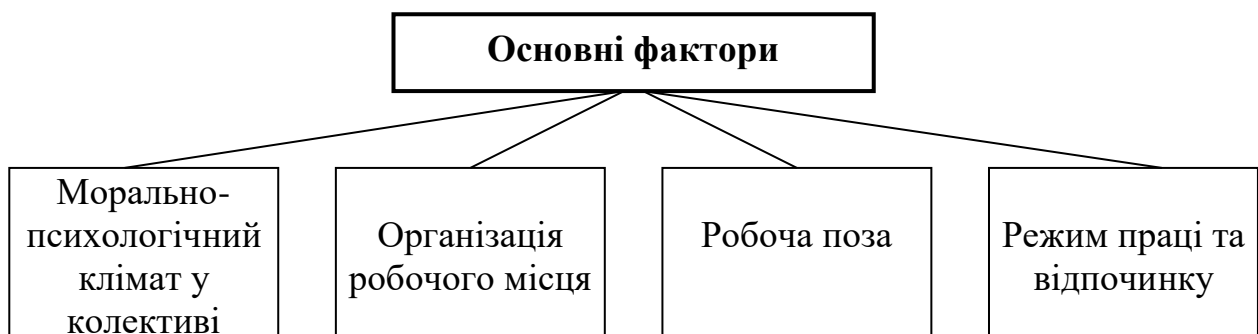 Основні фактори
Морально-
психологічний
клімат у
колективі
Організація
робочого місця
Робоча поза
Режим праці та
відпочинку